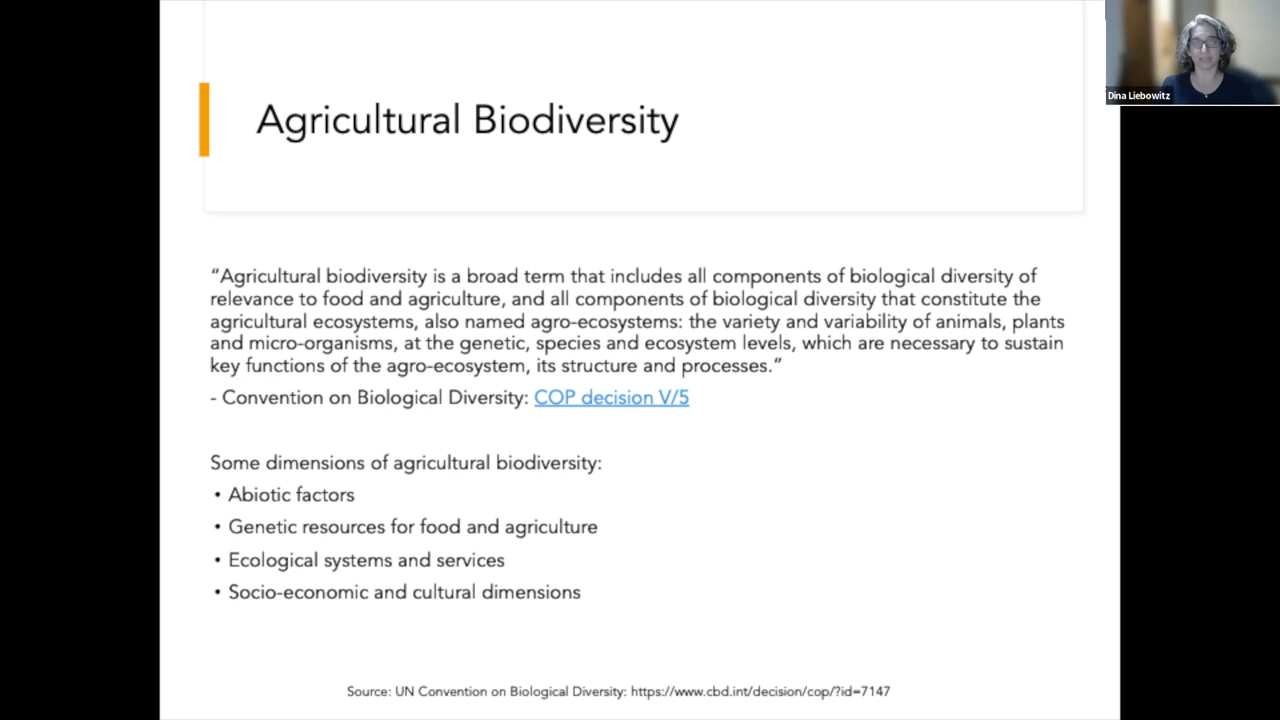 Agricultural Biodiversity
Dina Liebowitz
“Agricultural biodiversity is a broad term that includes all components of biological diversity of
relevance to food and agriculture, and all components of biological diversity that constitute the
agricultural ecosystems, also named agro-ecosystems: the variety and variability of animals, plants
and micro-organisms, at the genetic, species and ecosystem levels, which are necessary to sustain
key functions of the agro-ecosystem, its structure and processes.”
- Convention on Biological Diversity: COP decision V/5
Some dimensions of agricultural biodiversity:
• Abiotic factors
• Genetic resources for food and agriculture
• Ecological systems and services
• Socio-economic and cultural dimensions
Source: UN Convention on Biological Diversity: https://www.cbd.int/decision/cop/?id=7147